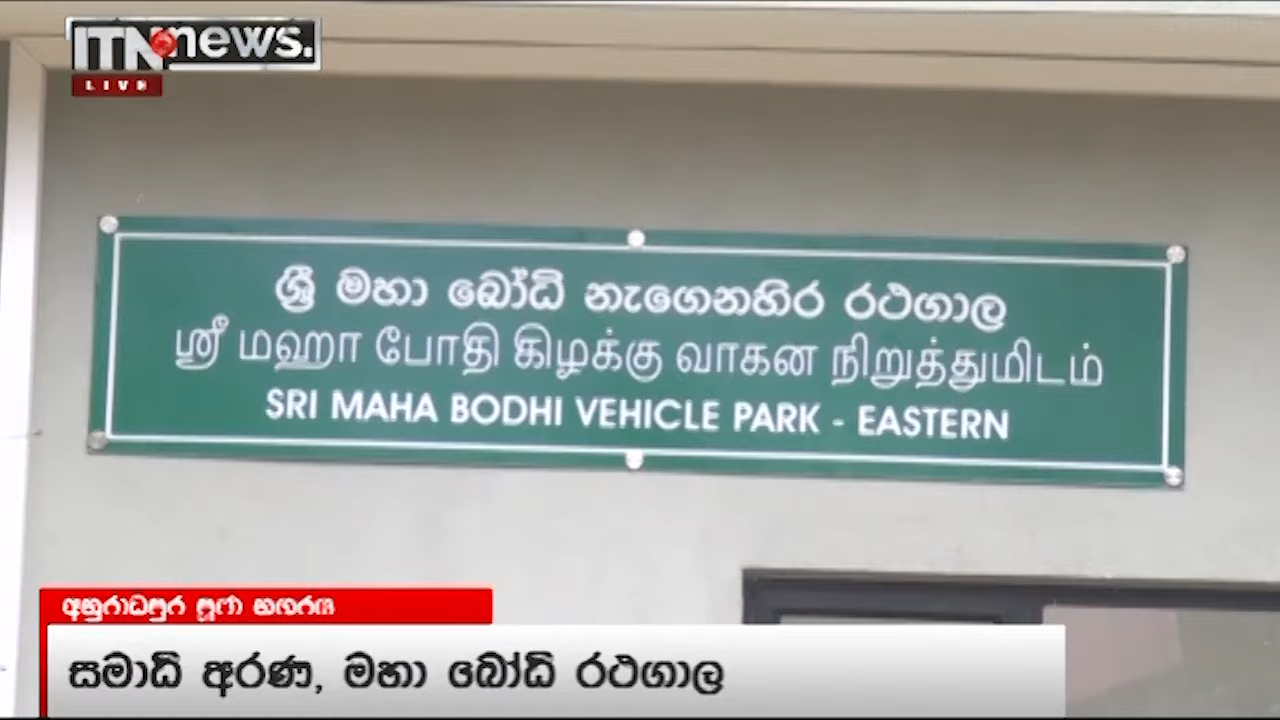 ITN news.
LIVE
ශ්‍රී මහා බෝධි නැගෙනහිර රථගාල
ஸ்ரீ மஹா போதி கிழக்கு வாகன நிறுத்துமிடம்
SRI MAHA BODHI VEHICLE PARK - EASTERN
අනුරාධපුර පූජා නගරය
සමාධි අරණ, මහා බෝධි රථගාල